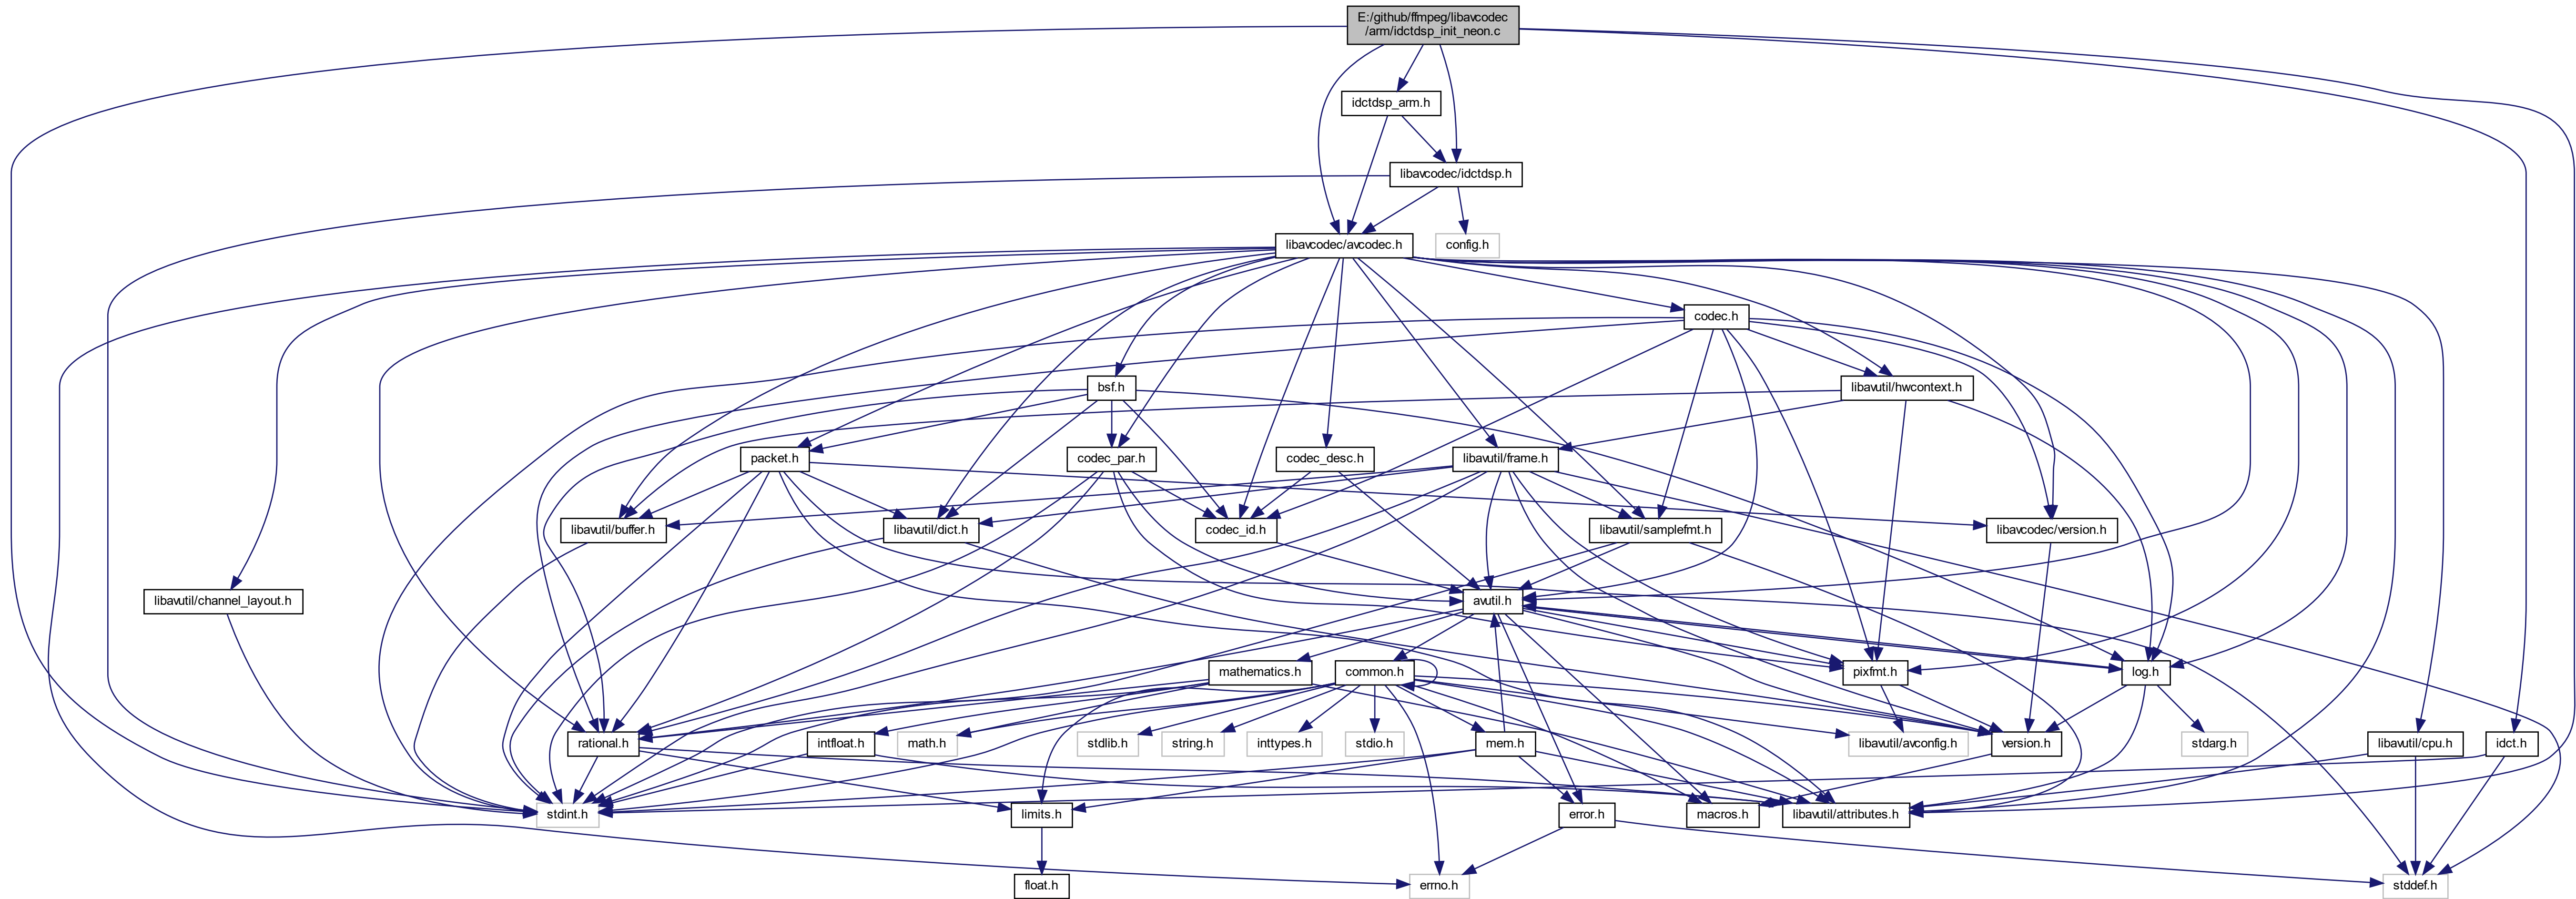 E:/github/ffmpeg/libavcodec
/arm/idctdsp_init_neon.c
idctdsp_arm.h
libavcodec/idctdsp.h
libavcodec/avcodec.h
config.h
codec.h
bsf.h
libavutil/hwcontext.h
packet.h
codec_par.h
codec_desc.h
libavutil/frame.h
libavutil/buffer.h
libavutil/dict.h
codec_id.h
libavutil/samplefmt.h
libavcodec/version.h
libavutil/channel_layout.h
avutil.h
mathematics.h
common.h
pixfmt.h
log.h
rational.h
intfloat.h
math.h
stdlib.h
string.h
inttypes.h
stdio.h
mem.h
libavutil/avconfig.h
version.h
stdarg.h
libavutil/cpu.h
idct.h
stdint.h
limits.h
error.h
macros.h
libavutil/attributes.h
float.h
errno.h
stddef.h